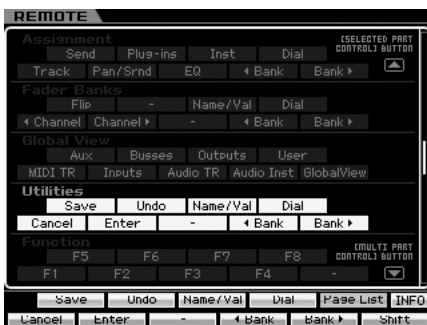 REMOTE
Assignment [SELECTED PART
Send Plug-ins Inst Dial CONTROL] BUTTON
Track Pan/Srnd EQ ◂ Bank Bank ▸
Fader Banks
Flip - Name/Val Dial
◂ Channel Channel ▸ - ◂ Bank Bank ▸
Global View
Aux Busses Outputs User
MIDI TR Inputs Audio TR Audio Inst GlobalView
Utilities
Save Undo Name/Val Dial
Cancel Enter - ◂ Bank Bank ▸
Function [MULTI PART
F5 F6 F7 F8 CONTROL] BUTTON
F1 F2 F3 F4 -
Save Undo Name/Val Dial Page List INFO
Cancel Enter - ◂ Bank Bank ▸ Shift